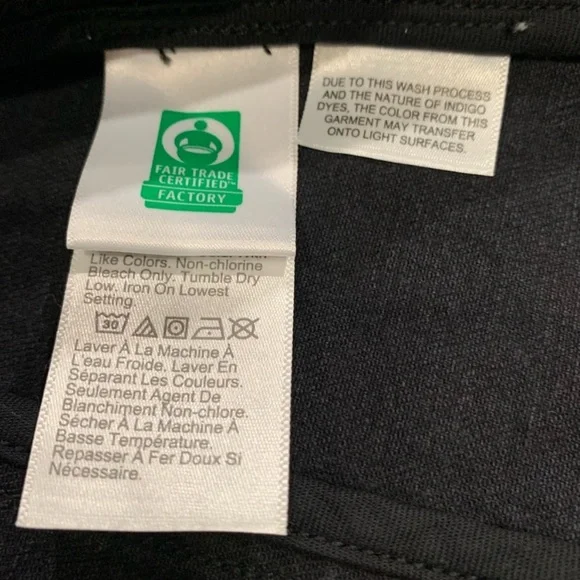 FAIR TRADE
CERTIFIED™
FACTORY
DUE TO THIS WASH PROCESS
AND THE NATURE OF INDIGO
DYES, THE COLOR FROM THIS
GARMENT MAY TRANSFER
ONTO LIGHT SURFACES.
Like Colors. Non-chlorine
Bleach Only. Tumble Dry
Low. Iron On Lowest
Setting.
30
Laver À La Machine À
L'eau Froide. Laver En
Séparant Les Couleurs.
Seulement Agent De
Blanchiment Non-chlore.
Sécher À La Machine À
Basse Température.
Repasser À Fer Doux Si
Nécessaire.